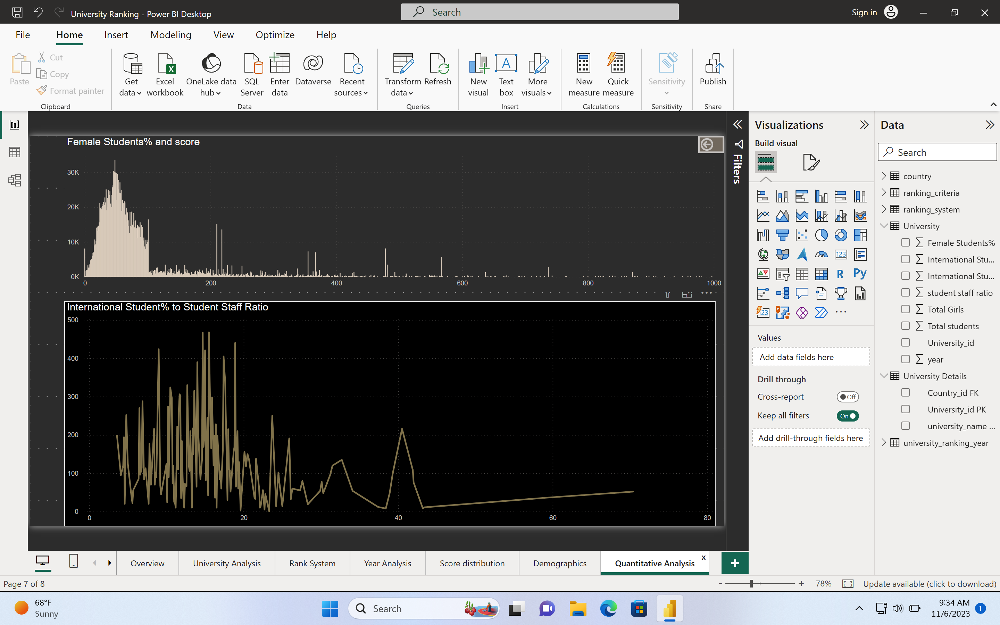 University Ranking - Power BI Desktop
Search
Sign in
File Home Insert Modeling View Optimize Help
Paste
Cut
Copy
Format painter
Clipboard
Get data
Excel workbook
OneLake data hub
SQL Server
Enter data
Dataverse
Recent sources
Data
Transform data
Refresh
Queries
New visual
Text box
A
More visuals
Insert
New measure
Quick measure
Calculations
Sensitivity
Sensitivity
Publish
Share
Female Students% and score
30K
20K
10K
0K
0 200 400 600 800 1000
International Student% to Student Staff Ratio
500
400
300
200
100
0
0 20 40 60 80
Filters
Visualizations
Build visual
123
R
Py
123
Values
Add data fields here
Drill through
Cross-report
Off
Keep all filters
On
Add drill-through fields here
Data
Search
country
ranking_criteria
ranking_system
University
Female Students%
International Stu...
International Stu...
student staff ratio
Total Girls
Total students
University_id
year
University Details
Country_id FK
University_id PK
university_name ...
university_ranking_year
Overview
University Analysis
Rank System
Year Analysis
Score distribution
Demographics
Quantitative Analysis
x
+
Page 7 of 8
- + 78%
Update available (click to download)
68°F
Sunny
Search
9:34 AM
11/6/2023
1